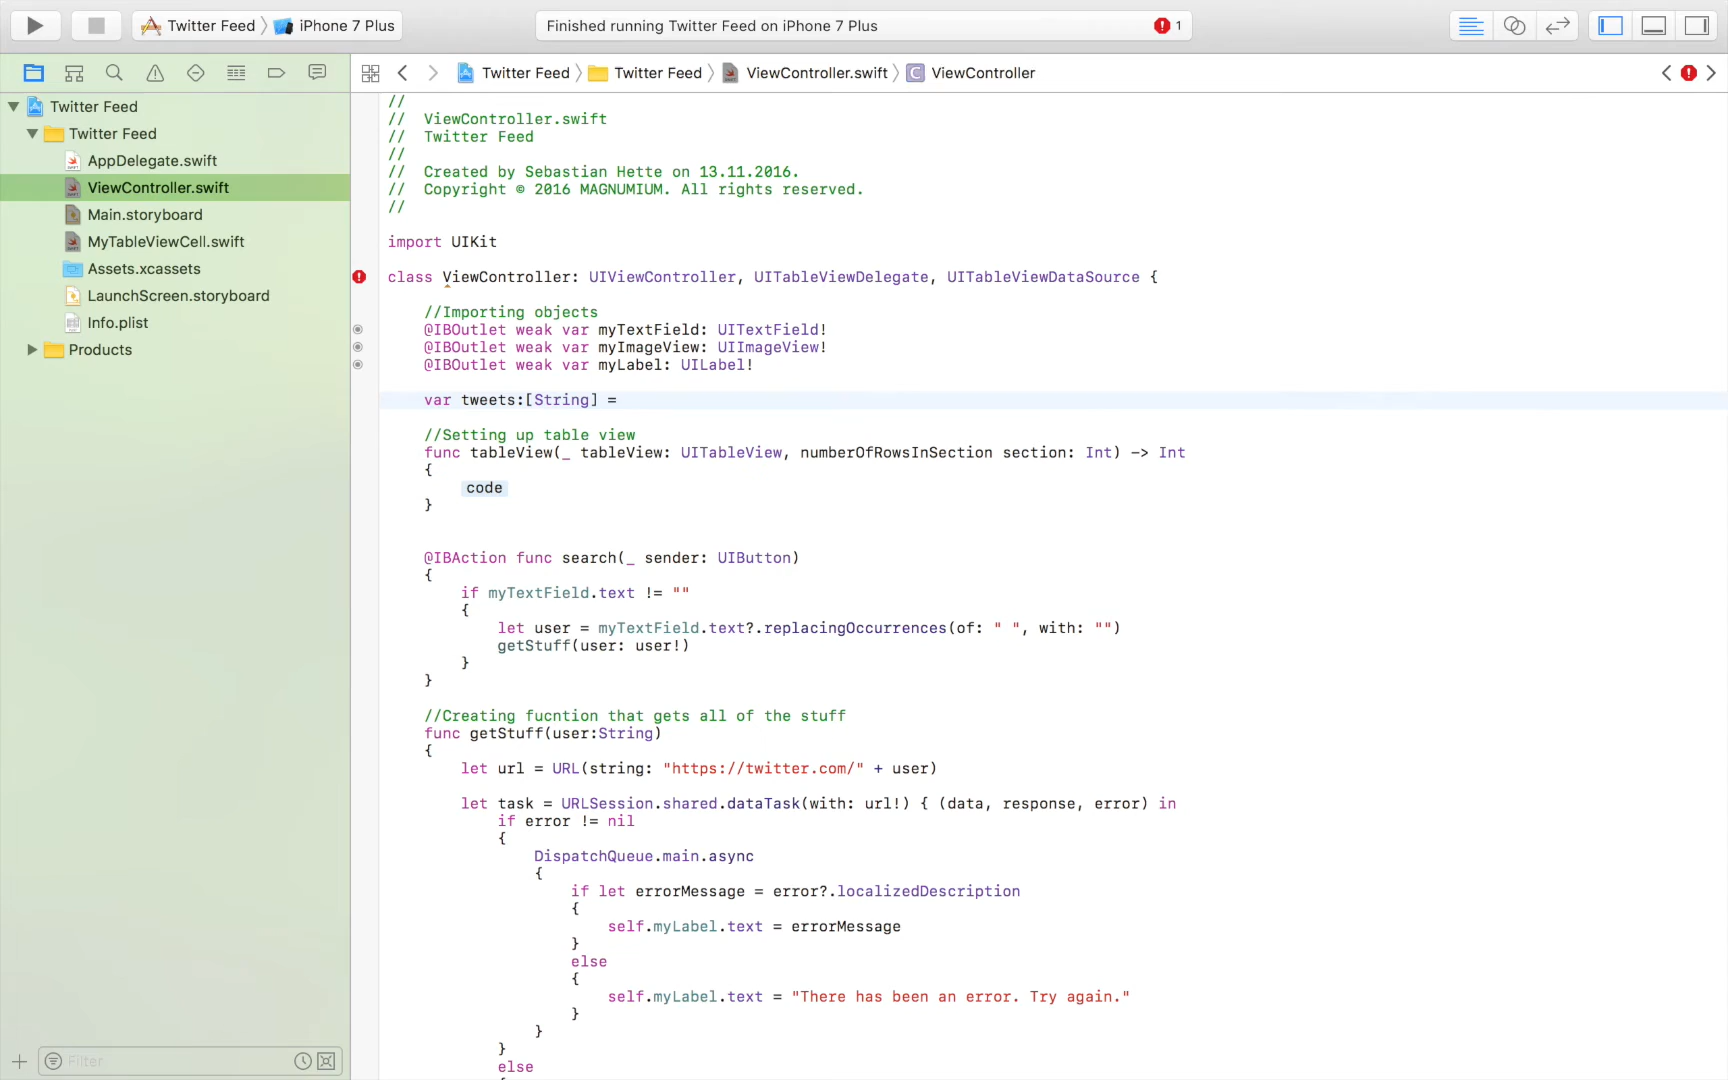 Twitter Feed
iPhone 7 Plus
Finished running Twitter Feed on iPhone 7 Plus
1
Twitter Feed
Twitter Feed
ViewController.swift
C
ViewController
Twitter Feed
Twitter Feed
AppDelegate.swift
ViewController.swift
Main.storyboard
MyTableViewCell.swift
Assets.xcassets
LaunchScreen.storyboard
Info.plist
Products
Filter
//
// ViewController.swift
// Twitter Feed
//
// Created by Sebastian Hette on 13.11.2016.
// Copyright © 2016 MAGNUMIUM. All rights reserved.
//
import UIKit
class ViewController: UIViewController, UITableViewDelegate, UITableViewDataSource {
//Importing objects
@IBOutlet weak var myTextField: UITextField!
@IBOutlet weak var myImageView: UIImageView!
@IBOutlet weak var myLabel: UILabel!
var tweets:[String] =
//Setting up table view
func tableView(_ tableView: UITableView, numberOfRowsInSection section: Int) -> Int
{
code
}
@IBAction func search(_ sender: UIButton)
{
if myTextField.text != ""
{
let user = myTextField.text?.replacingOccurrences(of: " ", with: "")
getStuff(user: user!)
}
}
//Creating fucntion that gets all of the stuff
func getStuff(user:String)
{
let url = URL(string: "https://twitter.com/" + user)
let task = URLSession.shared.dataTask(with: url!) { (data, response, error) in
if error != nil
{
DispatchQueue.main.async
{
if let errorMessage = error?.localizedDescription
{
self.myLabel.text = errorMessage
}
else
{
self.myLabel.text = "There has been an error. Try again."
}
}
}
else